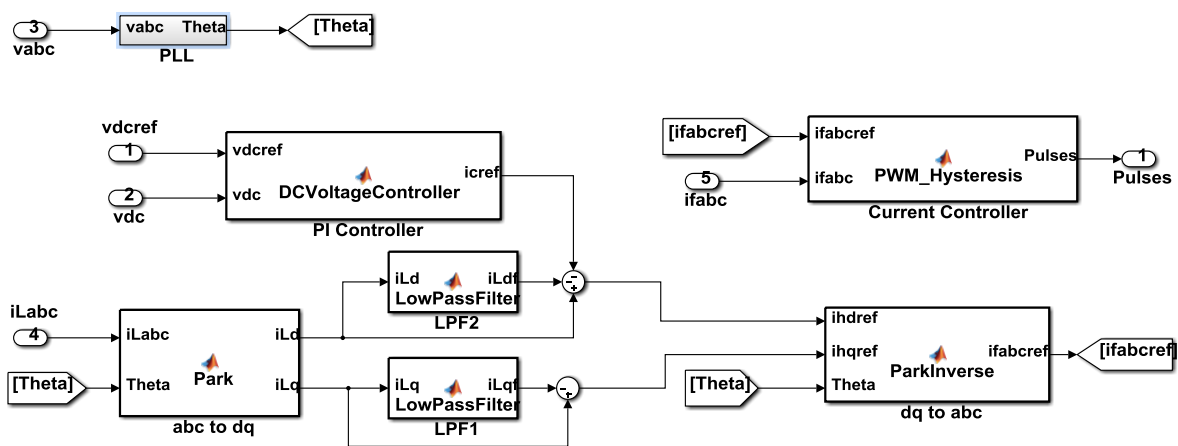 3
vabc
vabc Theta
PLL
[Theta]
vdcref
1
2
vdc
vdcref
vdc
icref
DCVoltageController
PI Controller
[ifabcref]
5
ifabc
ifabcref
ifabc
Pulses
PWM_Hysteresis
Current Controller
1
Pulses
iLabc
4
[Theta]
iLabc
Theta
iLd
iLq
Park
abc to dq
iLd iLdf
LowPassFilter
LPF2
iLq iLqf
LowPassFilter
LPF1
[Theta]
ihdref
ihqref
Theta
ifabcref
ParkInverse
dq to abc
[ifabcref]